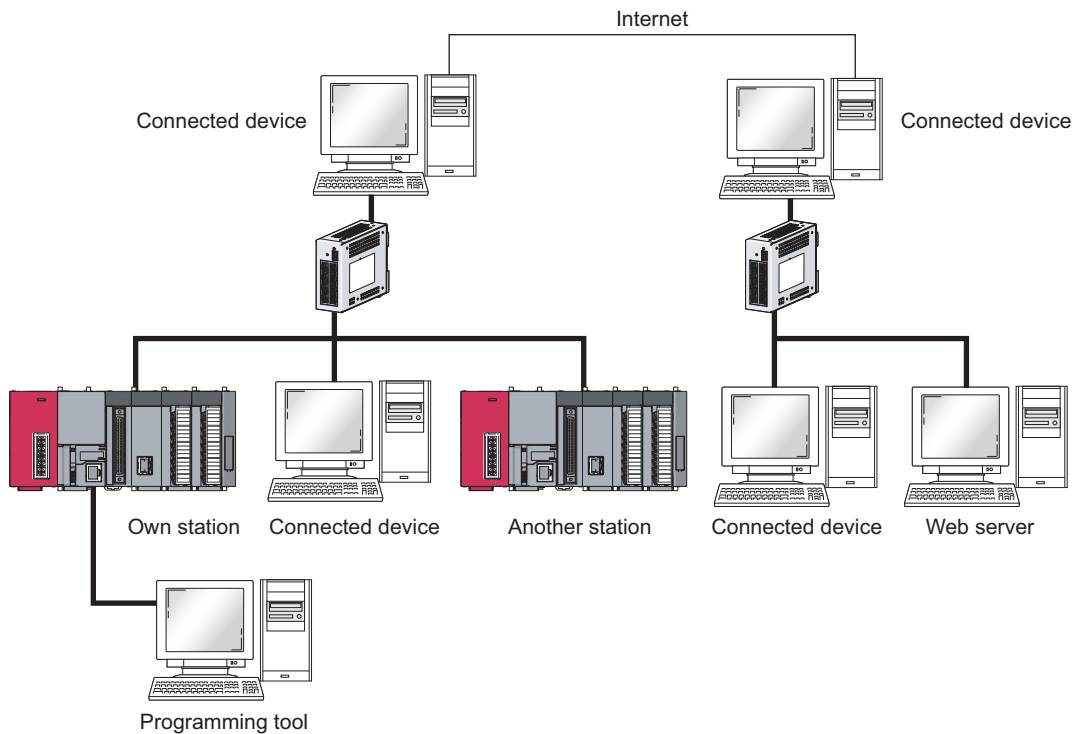 Internet
Connected device
Connected device
Own station
Connected device
Another station
Connected device
Web server
Programming tool